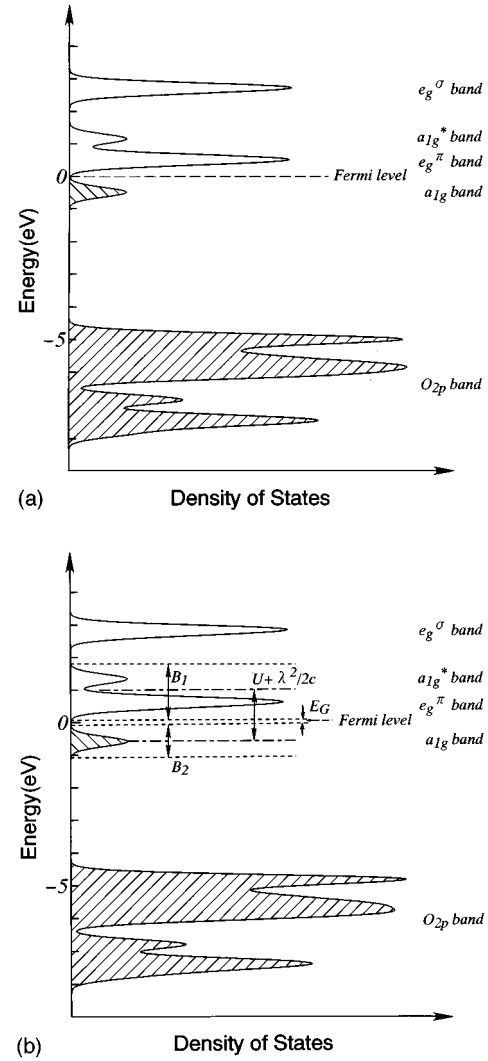 e_g^σ band
a_1g* band
e_g^π band
0
Fermi level
a_1g band
Energy(eV)
-5
O_2p band
(a)
Density of States
e_g^σ band
B_1
U + λ^2/2c
a_1g* band
E_G
e_g^π band
0
Fermi level
a_1g band
B_2
Energy(eV)
-5
O_2p band
(b)
Density of States